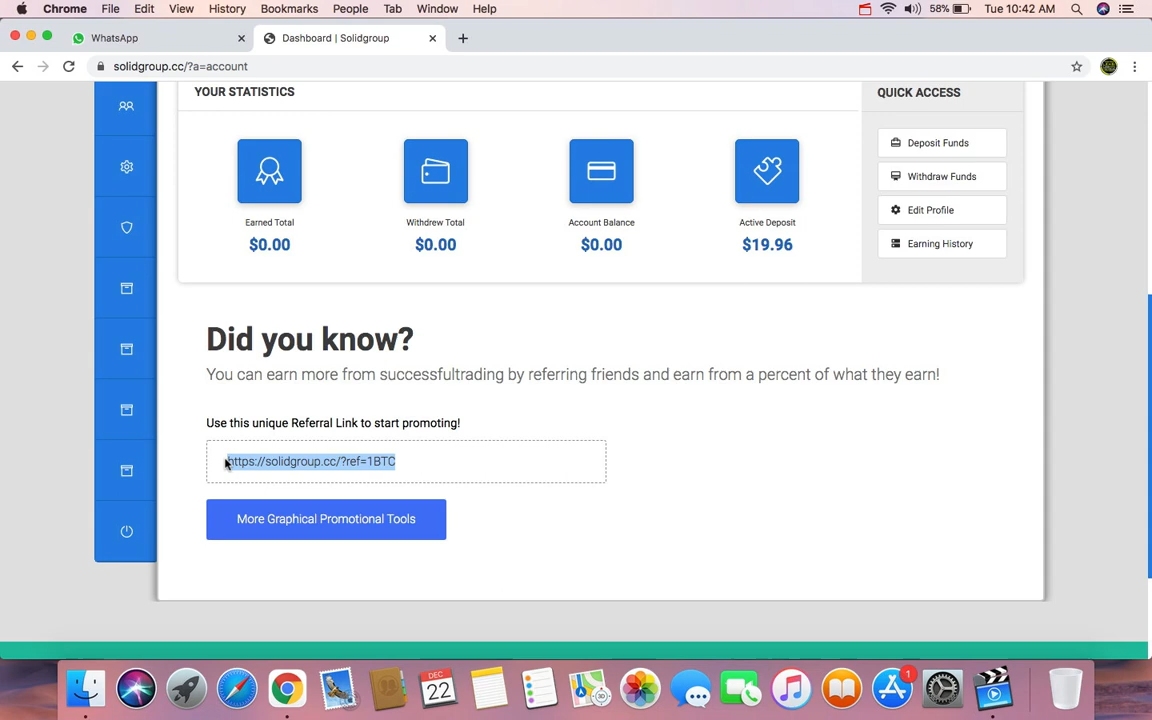 Chrome File Edit View History Bookmarks People Tab Window Help 58% Tue 10:42 AM
WhatsApp Dashboard | Solidgroup
solidgroup.cc/?a=account
YOUR STATISTICS
QUICK ACCESS
Deposit Funds
Withdraw Funds
Edit Profile
Earning History
Earned Total Withdrew Total Account Balance Active Deposit
$0.00 $0.00 $0.00 $19.96
Did you know?
You can earn more from successfultrading by referring friends and earn from a percent of what they earn!
Use this unique Referral Link to start promoting!
https://solidgroup.cc/?ref=1BTC
More Graphical Promotional Tools
DEC
22
1